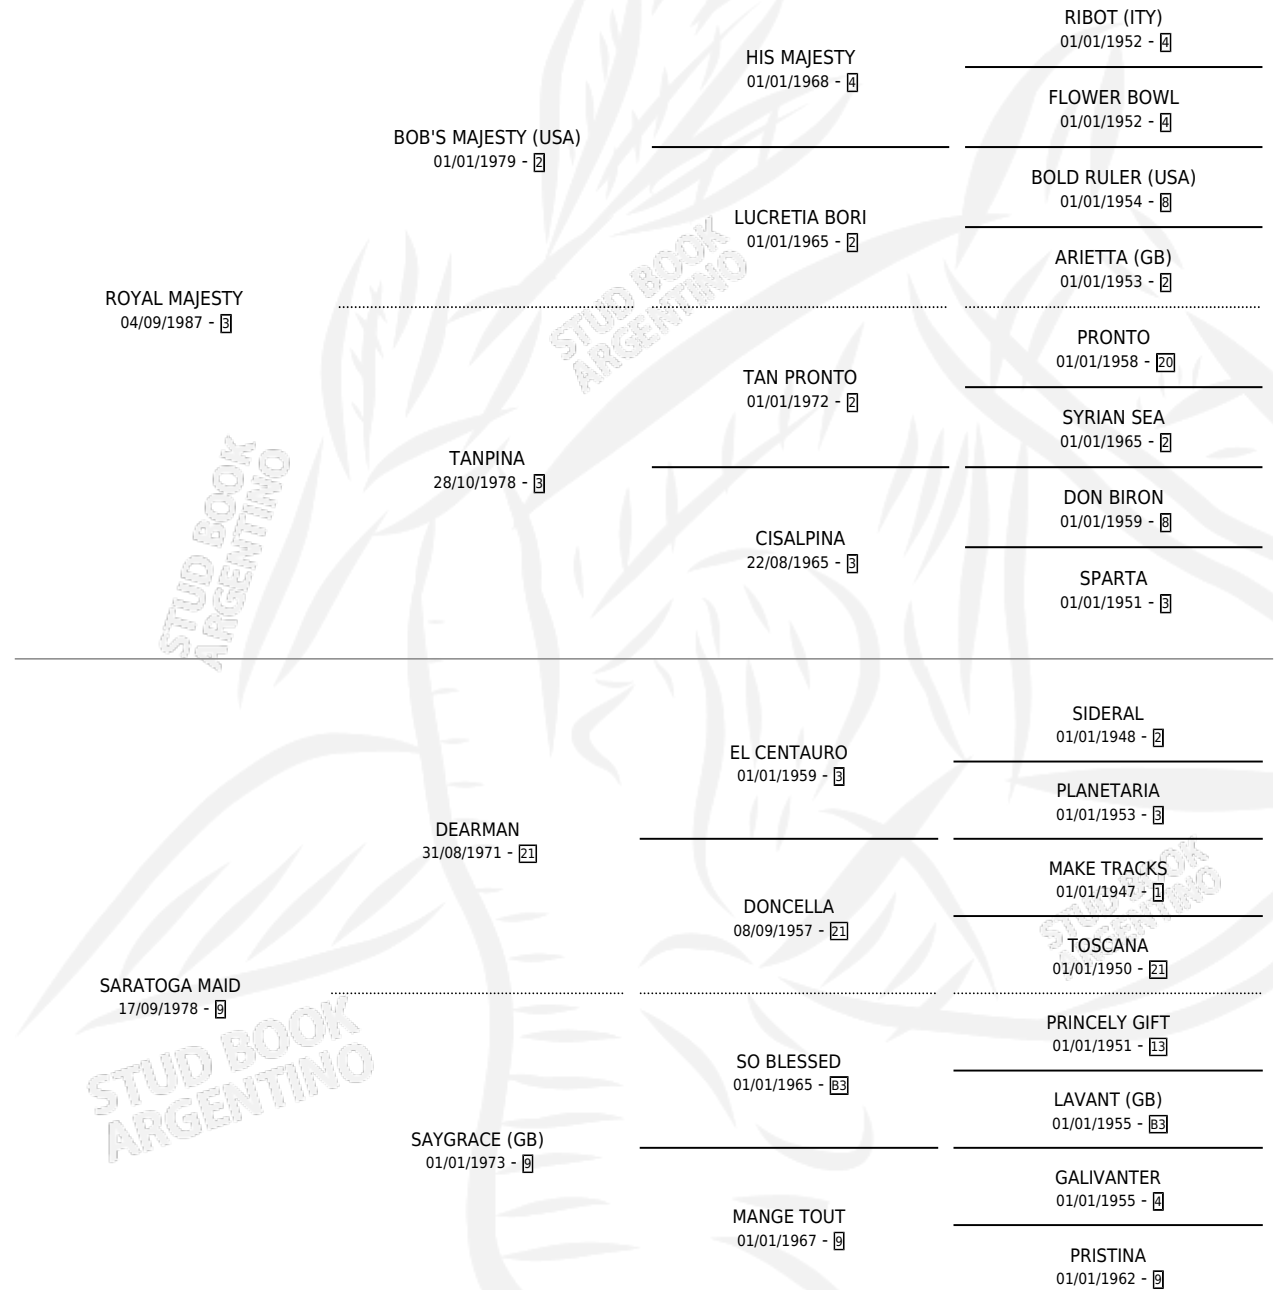 RIBOT (ITY)
01/01/1952 - 4
HIS MAJESTY
01/01/1968 - 4
FLOWER BOWL
01/01/1952 - 4
BOB'S MAJESTY (USA)
01/01/1979 - 2
BOLD RULER (USA)
01/01/1954 - 8
LUCRETIA BORI
01/01/1965 - 2
ARIETTA (GB)
01/01/1953 - 2
ROYAL MAJESTY
04/09/1987 - 3
PRONTO
01/01/1958 - 20
TAN PRONTO
01/01/1972 - 2
SYRIAN SEA
01/01/1965 - 2
TANPINA
28/10/1978 - 3
DON BIRON
01/01/1959 - 8
CISALPINA
22/08/1965 - 3
SPARTA
01/01/1951 - 3
STUD BOOK
ARGENTINO
STUD BOOK
ARGENTINO
SIDERAL
01/01/1948 - 2
EL CENTAURO
01/01/1959 - 3
PLANETARIA
01/01/1953 - 3
DEARMAN
31/08/1971 - 21
MAKE TRACKS
01/01/1947 - 1
DONCELLA
08/09/1957 - 21
TOSCANA
01/01/1950 - 21
STUD BOOK
ARGENTINO
SARATOGA MAID
17/09/1978 - 9
PRINCELY GIFT
01/01/1951 - 13
SO BLESSED
01/01/1965 - B3
LAVANT (GB)
01/01/1955 - B3
STUD BOOK
ARGENTINO
SAYGRACE (GB)
01/01/1973 - 9
GALIVANTER
01/01/1955 - 4
MANGE TOUT
01/01/1967 - 9
PRISTINA
01/01/1962 - 9